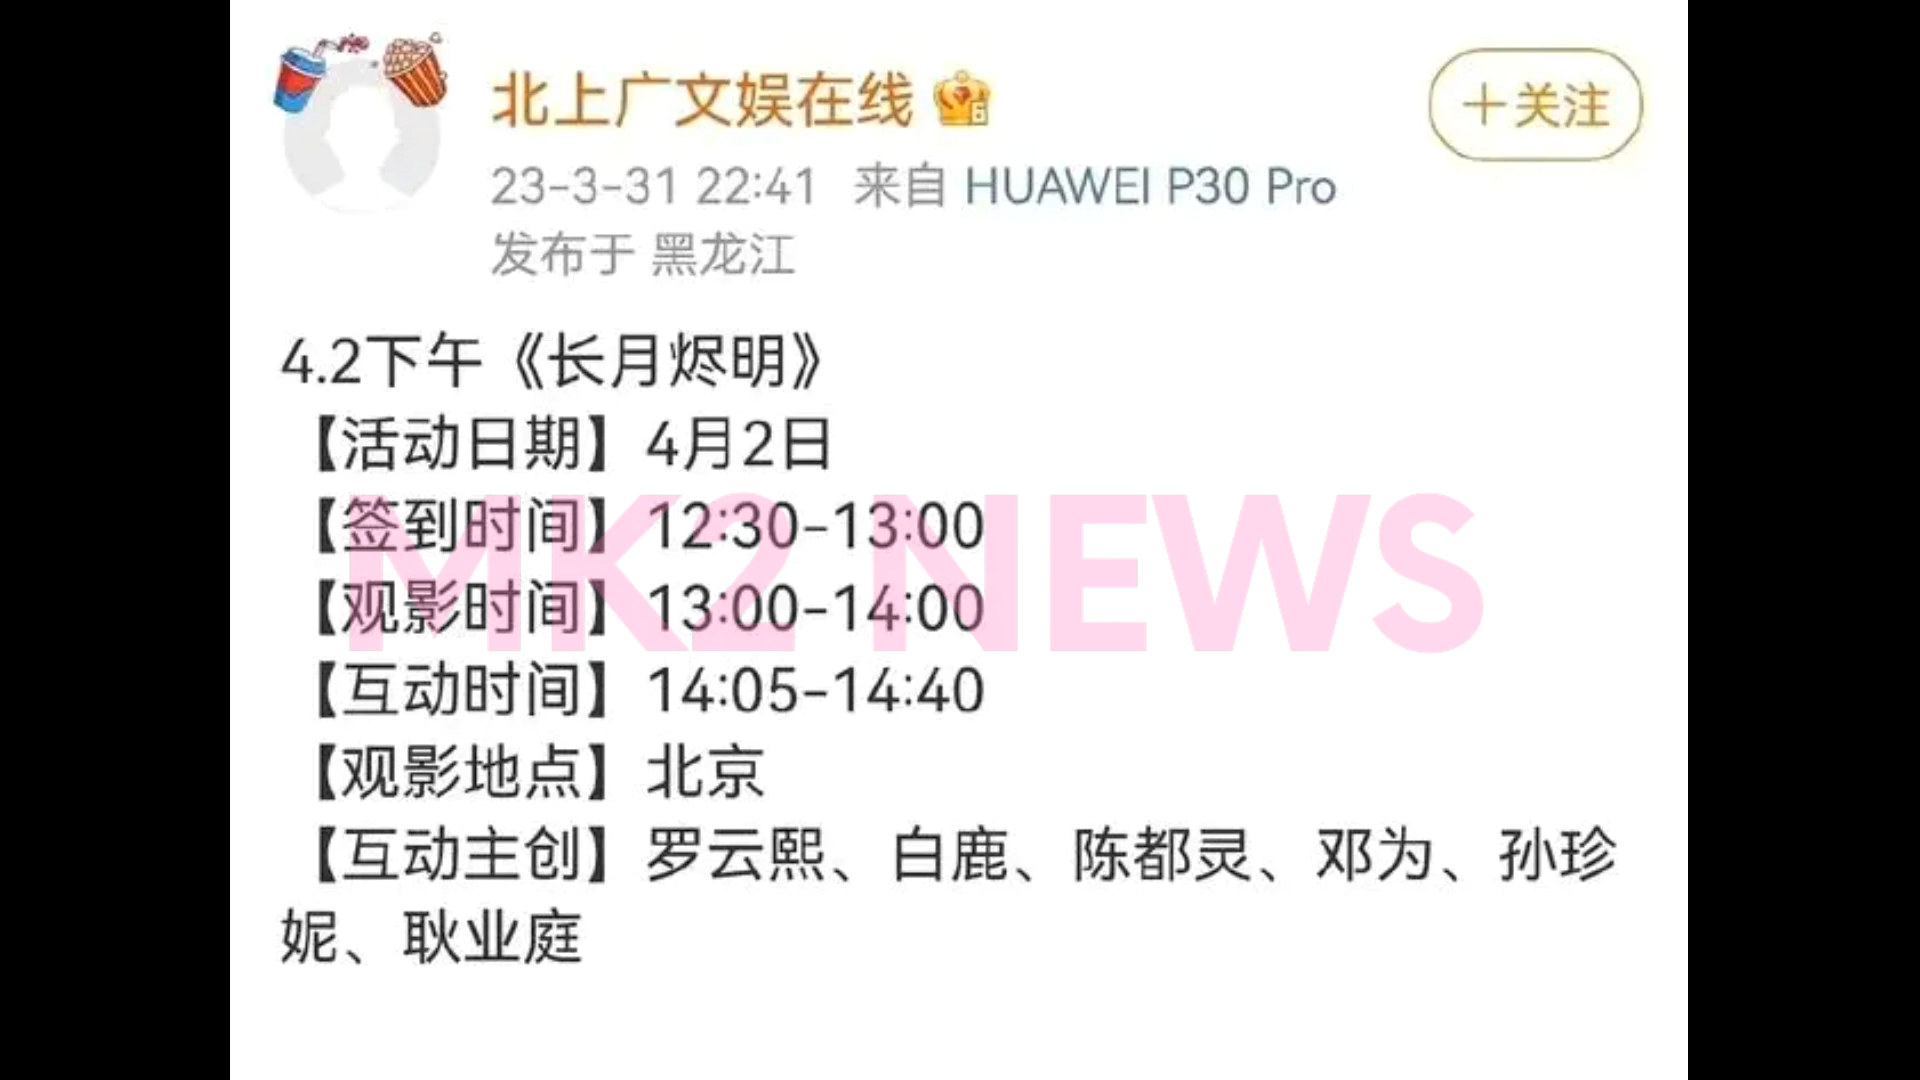 北上广文娱在线
+关注
23-3-31 22:41 来自 HUAWEI P30 Pro
发布于 黑龙江
4.2下午《长月烬明》
【活动日期】4月2日
【签到时间】12:30-13:00
【观影时间】13:00-14:00
【互动时间】14:05-14:40
【观影地点】北京
【互动主创】罗云熙、白鹿、陈都灵、邓为、孙珍
妮、耿业庭
MK2 NEWS